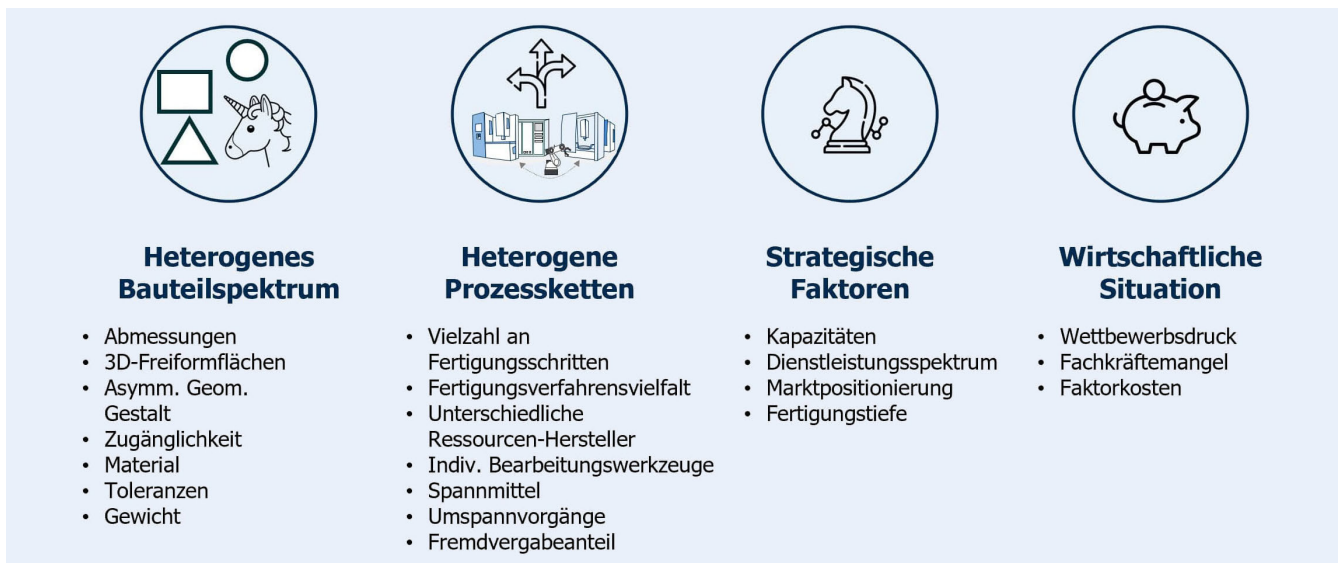 Heterogenes
Bauteilspektrum
• Abmessungen
• 3D-Freiformflächen
• Asymm. Geom.
Gestalt
• Zugänglichkeit
• Material
• Toleranzen
• Gewicht
Heterogene
Prozessketten
• Vielzahl an
Fertigungsschritten
• Fertigungsverfahrensvielfalt
• Unterschiedliche
Ressourcen-Hersteller
• Indiv. Bearbeitungswerkzeuge
• Spannmittel
• Umspannvorgänge
• Fremdvergabeanteil
Strategische
Faktoren
• Kapazitäten
• Dienstleistungsspektrum
• Marktpositionierung
• Fertigungstiefe
Wirtschaftliche
Situation
• Wettbewerbsdruck
• Fachkräftemangel
• Faktorkosten